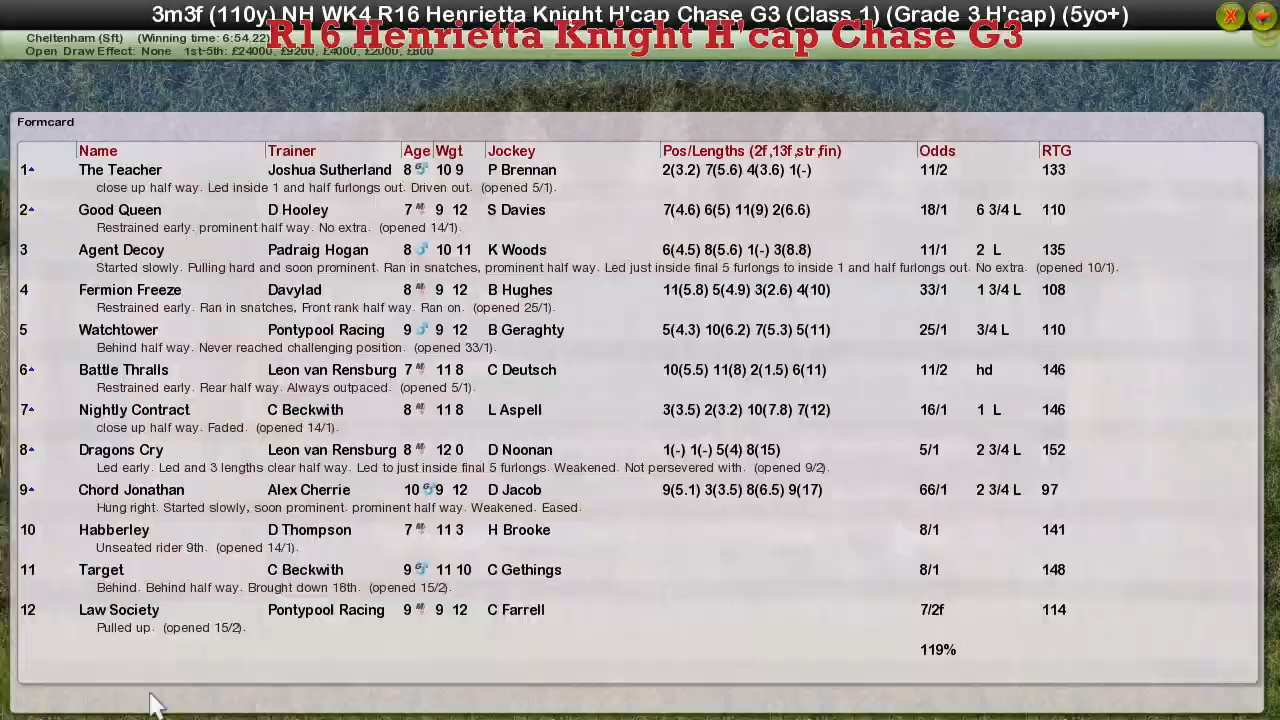 3m3f (110y) NH WK4 R16 Henrietta Knight H'cap Chase G3 (Class 1) (Grade 3 H'cap) (5yo+)
R16 Henrietta Knight H'cap Chase G3
Cheltenham (Sft) (Winning time: 6:54.22)
Open Draw Effect: None 1st-5th: £24000, £9200, £4000, £2000, £800
Formcard
Name Trainer Age Wgt Jockey Pos/Lengths (2f,13f,str,fin) Odds RTG
1 The Teacher Joshua Sutherland 8 10 9 P Brennan 2(3.2) 7(5.6) 4(3.6) 1(-) 11/2 133
close up half way. Led inside 1 and half furlongs out. Driven out. (opened 5/1).
2 Good Queen D Hooley 7 9 12 S Davies 7(4.6) 6(5) 11(9) 2(6.6) 18/1 6 3/4 L 110
Restrained early. prominent half way. No extra. (opened 14/1).
3 Agent Decoy Padraig Hogan 8 10 11 K Woods 6(4.5) 8(5.6) 1(-) 3(8.8) 11/1 2 L 135
Started slowly. Pulling hard and soon prominent. Ran in snatches, prominent half way. Led just inside final 5 furlongs to inside 1 and half furlongs out. No extra. (opened 10/1).
4 Fermion Freeze Davylad 8 9 12 B Hughes 11(5.8) 5(4.9) 3(2.6) 4(10) 33/1 1 3/4 L 108
Restrained early. Ran in snatches, Front rank half way. Ran on. (opened 25/1).
5 Watchtower Pontypool Racing 9 9 12 B Geraghty 5(4.3) 10(6.2) 7(5.3) 5(11) 25/1 3/4 L 110
Behind half way. Never reached challenging position. (opened 33/1).
6 Battle Thralls Leon van Rensburg 7 11 8 C Deutsch 10(5.5) 11(8) 2(1.5) 6(11) 11/2 hd 146
Restrained early. Rear half way. Always outpaced. (opened 5/1).
7 Nightly Contract C Beckwith 8 11 8 L Aspell 3(3.5) 2(3.2) 10(7.8) 7(12) 16/1 1 L 146
close up half way. Faded. (opened 14/1).
8 Dragons Cry Leon van Rensburg 8 12 0 D Noonan 1(-) 1(-) 5(4) 8(15) 5/1 2 3/4 L 152
Led early. Led and 3 lengths clear half way. Led to just inside final 5 furlongs. Weakened. Not persevered with. (opened 9/2).
9 Chord Jonathan Alex Cherrie 10 9 12 D Jacob 9(5.1) 3(3.5) 8(6.5) 9(17) 66/1 2 3/4 L 97
Hung right. Started slowly, soon prominent. prominent half way. Weakened. Eased.
10 Habberley D Thompson 7 11 3 H Brooke 8/1 141
Unseated rider 9th. (opened 14/1).
11 Target C Beckwith 9 11 10 C Gethings 8/1 148
Behind. Behind half way. Brought down 18th. (opened 15/2).
12 Law Society Pontypool Racing 9 9 12 C Farrell 7/2f 114
Pulled up. (opened 15/2).
119%